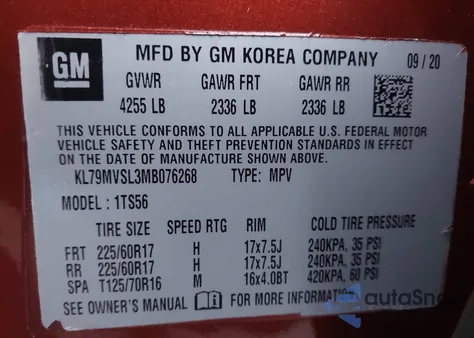 GM
MFD BY GM KOREA COMPANY 09 / 20
GVWR GAWR FRT GAWR RR
4255 LB 2336 LB 2336 LB
THIS VEHICLE CONFORMS TO ALL APPLICABLE U.S. FEDERAL MOTOR
VEHICLE SAFETY AND THEFT PREVENTION STANDARDS IN EFFECT
ON THE DATE OF MANUFACTURE SHOWN ABOVE.
KL79MVSL3MB076268 TYPE: MPV
MODEL : 1TS56
TIRE SIZE SPEED RTG RIM COLD TIRE PRESSURE
FRT 225/60R17 H 17x7.5J 240KPA, 35 PSI
RR 225/60R17 H 17x7.5J 240KPA, 35 PSI
SPA T125/70R16 M 16x4.0BT 420KPA, 60 PSI
SEE OWNER'S MANUAL FOR MORE INFORMATION